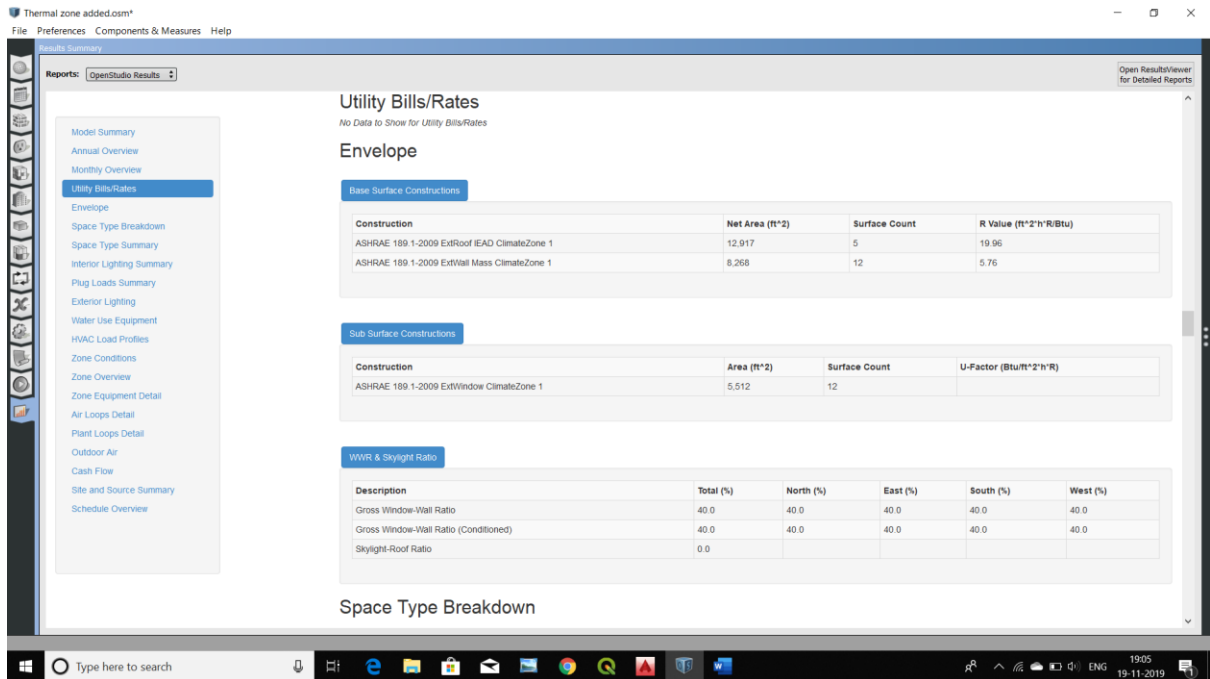 Thermal zone added.osm*
File Preferences Components & Measures Help
Results Summary
Reports: OpenStudio Results
Open ResultsViewer
for Detailed Reports
Model Summary
Annual Overview
Monthly Overview
Utility Bills/Rates
Envelope
Space Type Breakdown
Space Type Summary
Interior Lighting Summary
Plug Loads Summary
Exterior Lighting
Water Use Equipment
HVAC Load Profiles
Zone Conditions
Zone Overview
Zone Equipment Detail
Air Loops Detail
Plant Loops Detail
Outdoor Air
Cash Flow
Site and Source Summary
Schedule Overview
Utility Bills/Rates
No Data to Show for Utility Bills/Rates
Envelope
Base Surface Constructions
Construction Net Area (ft^2) Surface Count R Value (ft^2*h*R/Btu)
ASHRAE 189.1-2009 ExtRoof IEAD ClimateZone 1 12,917 5 19.96
ASHRAE 189.1-2009 ExtWall Mass ClimateZone 1 8,268 12 5.76
Sub Surface Constructions
Construction Area (ft^2) Surface Count U-Factor (Btu/ft^2*h*R)
ASHRAE 189.1-2009 ExtWindow ClimateZone 1 5,512 12
WWR & Skylight Ratio
Description Total (%) North (%) East (%) South (%) West (%)
Gross Window-Wall Ratio 40.0 40.0 40.0 40.0 40.0
Gross Window-Wall Ratio (Conditioned) 40.0 40.0 40.0 40.0 40.0
Skylight-Roof Ratio 0.0
Space Type Breakdown
Type here to search
ENG
19:05
19-11-2019